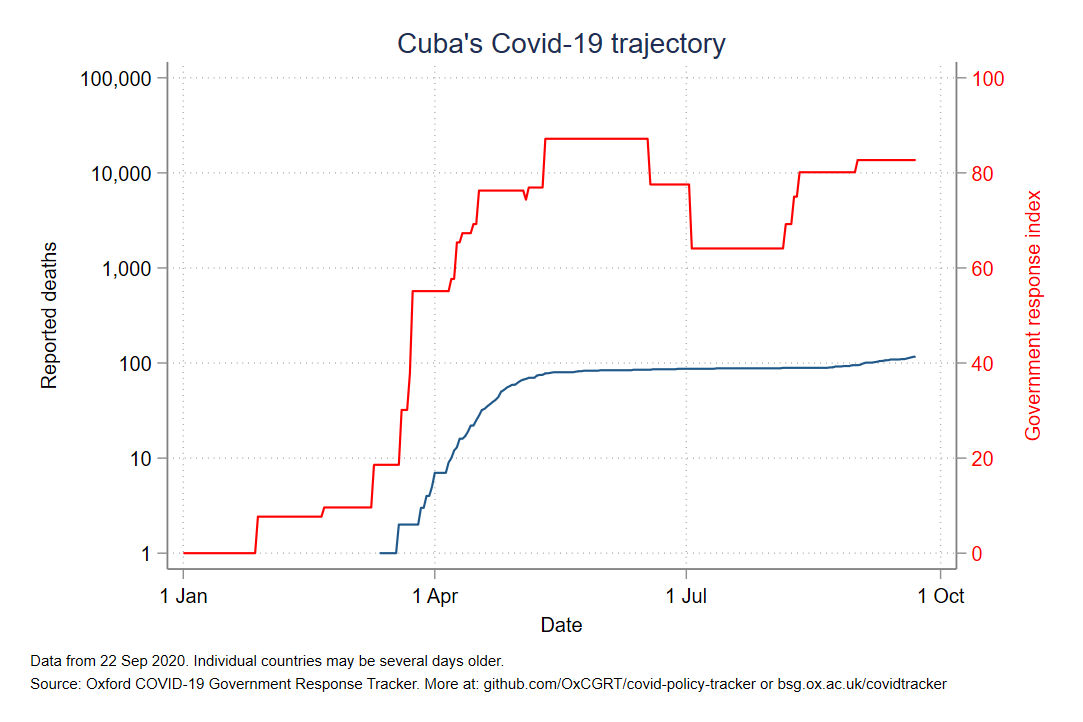 Cuba's Covid-19 trajectory
100,000
10,000
1,000
100
10
1
Reported deaths
100
80
60
40
20
0
Government response index
1 Jan 1 Apr 1 Jul 1 Oct
Date
Data from 22 Sep 2020. Individual countries may be several days older.
Source: Oxford COVID-19 Government Response Tracker. More at: github.com/OxCGRT/covid-policy-tracker or bsg.ox.ac.uk/covidtracker